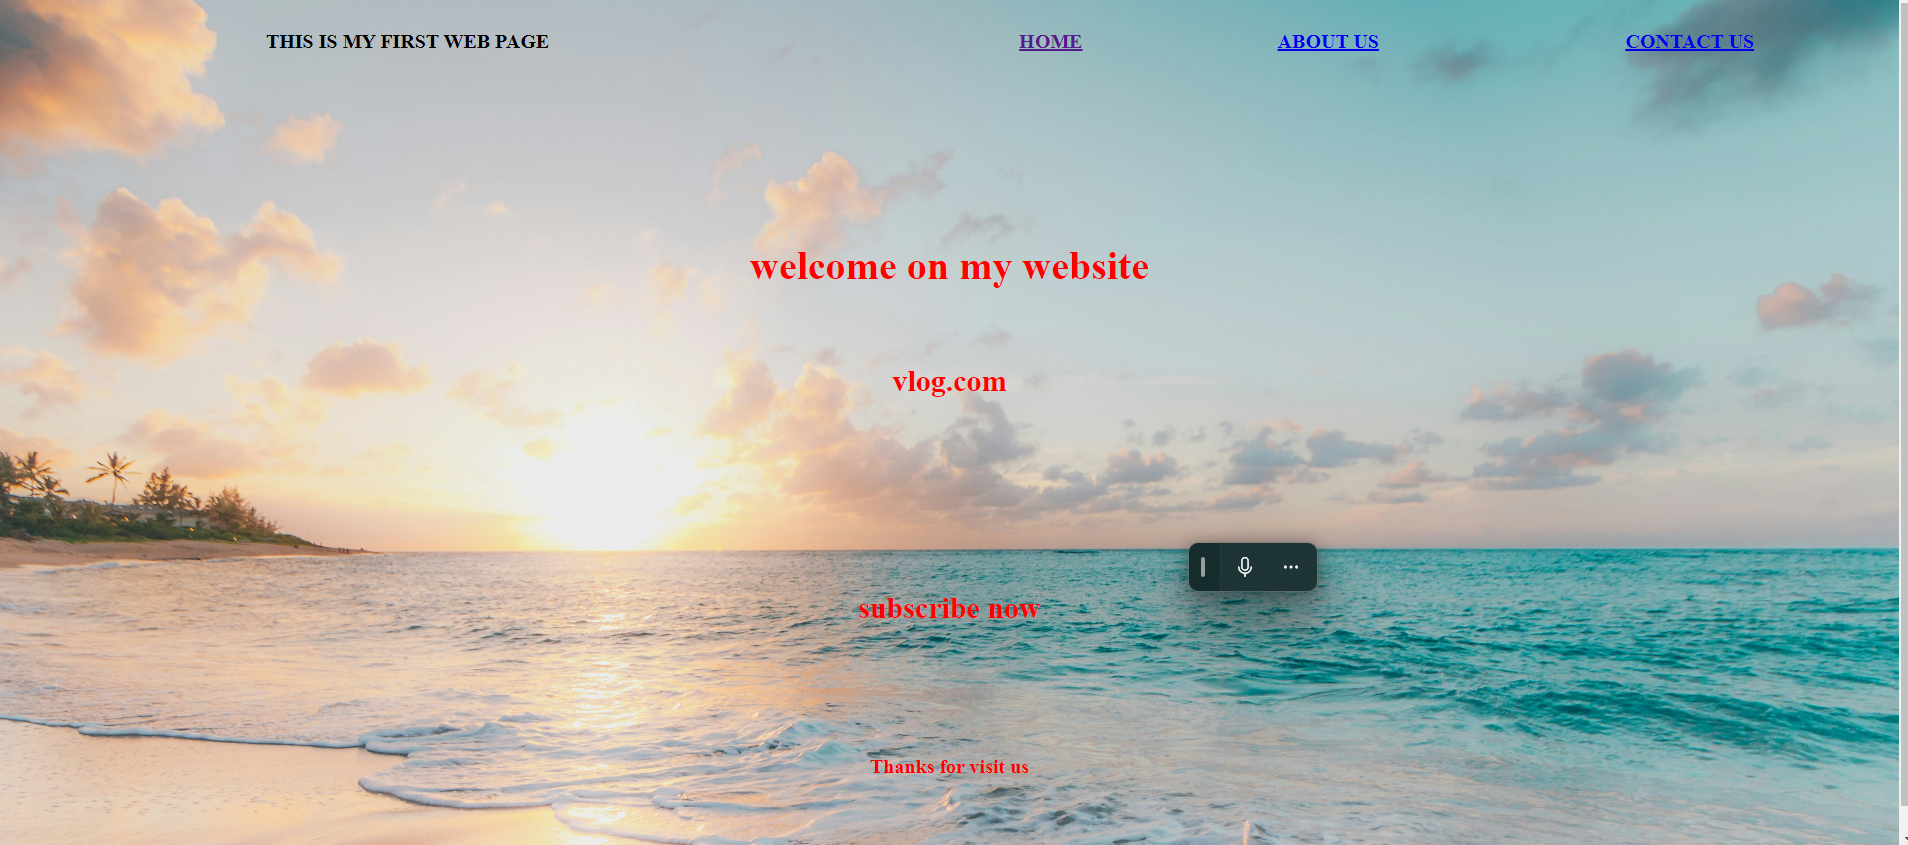 THIS IS MY FIRST WEB PAGE HOME ABOUT US CONTACT US
welcome on my website
vlog.com
subscribe now
Thanks for visit us